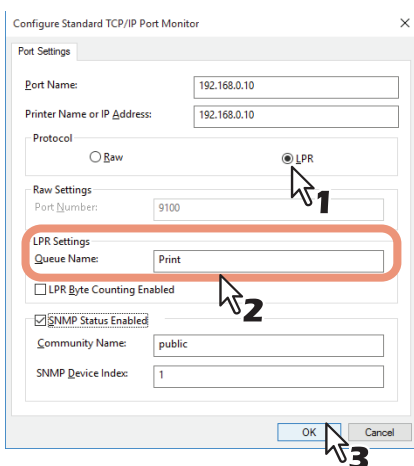 Configure Standard TCP/IP Port Monitor
Port Settings
Port Name: 192.168.0.10
Printer Name or IP Address: 192.168.0.10
Protocol
Raw LPR
1
Raw Settings
Port Number: 9100
LPR Settings
Queue Name: Print
LPR Byte Counting Enabled
2
SNMP Status Enabled
Community Name: public
SNMP Device Index: 1
OK Cancel
3